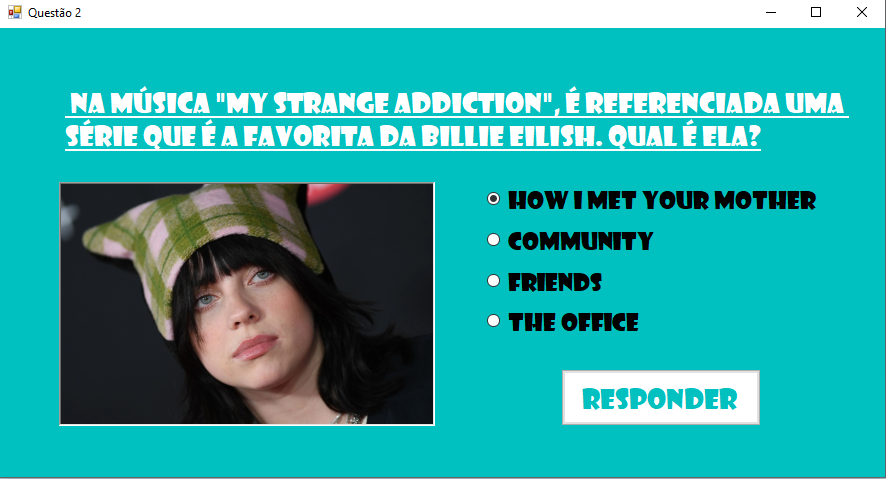 Questão 2
NA MÚSICA "MY STRANGE ADDICTION", É REFERENCIADA UMA
SÉRIE QUE É A FAVORITA DA BILLIE EILISH. QUAL É ELA?
HOW I MET YOUR MOTHER
COMMUNITY
FRIENDS
THE OFFICE
RESPONDER